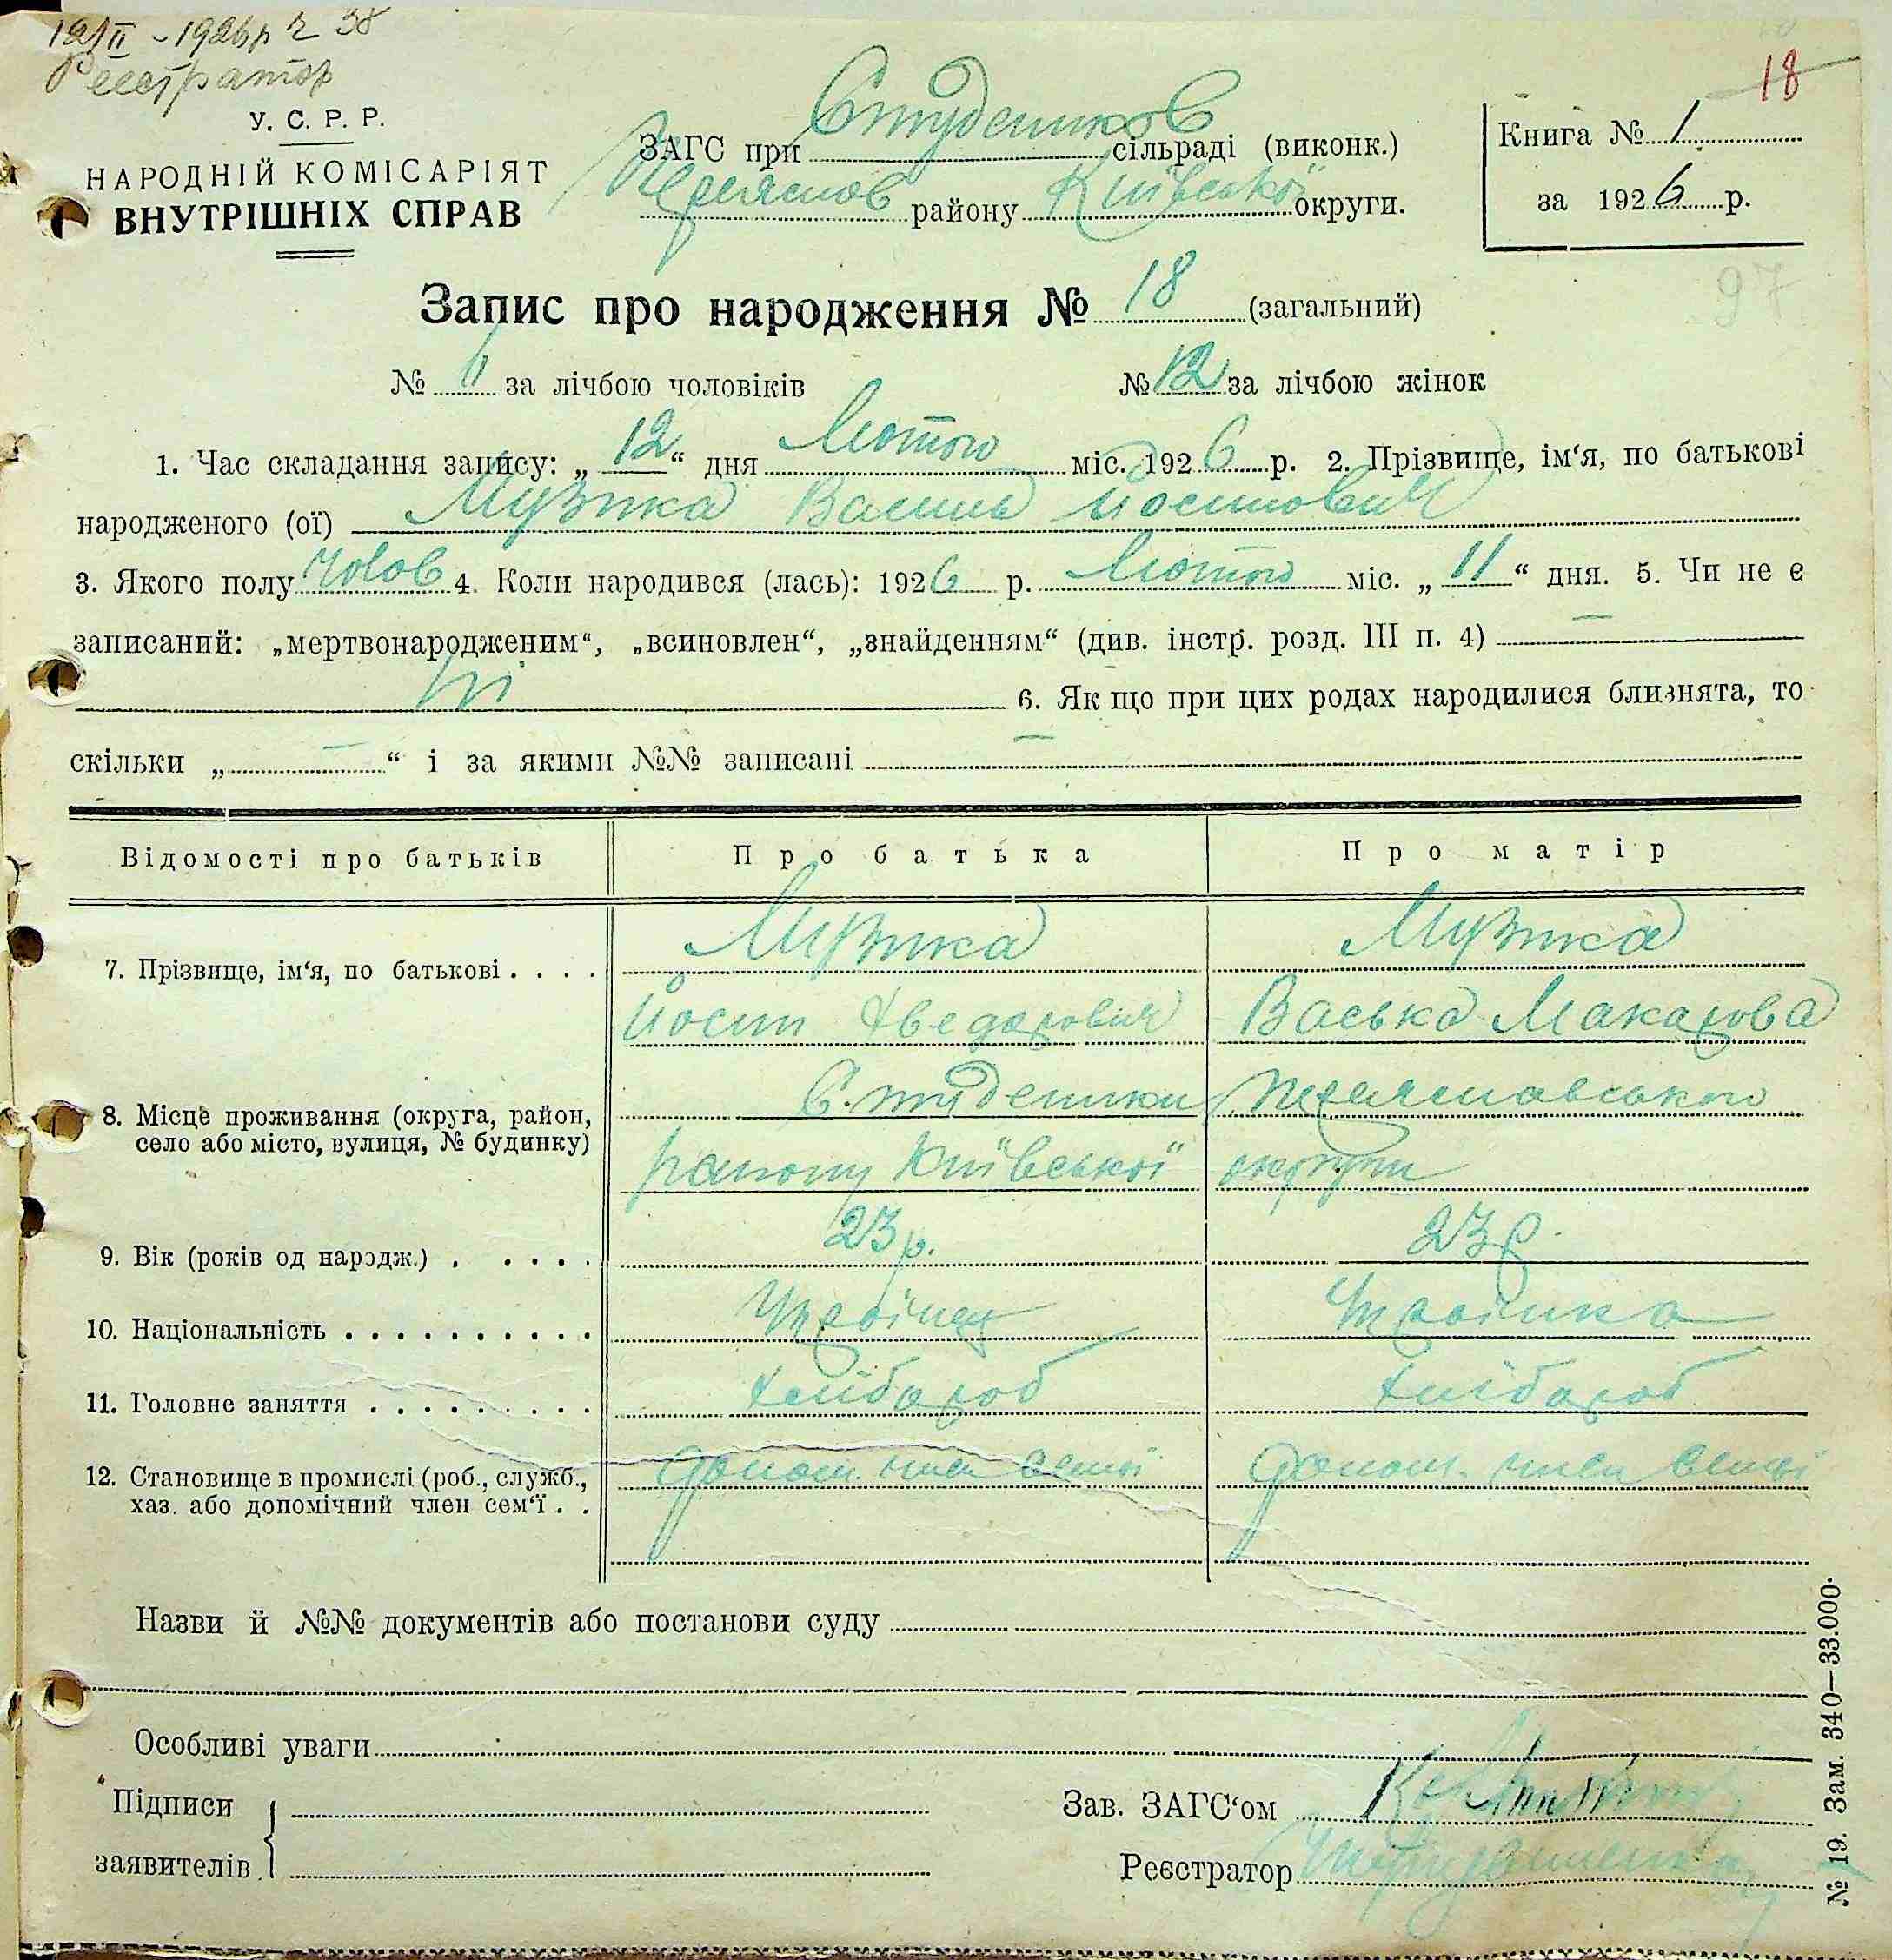 12/II – 1926 р № 38
Реєстратор
18
У. С. Р. Р.
НАРОДНІЙ КОМІСАРІЯТ
ВНУТРІШНІХ СПРАВ
ЗАГС при Студеников сільраді (виконк.)
Переяслов району Київської округи.
Книга № 1
за 1926 р.
97
Запис про народження № 18 (загальний)
№ 6 за лічбою чоловіків № 12 за лічбою жінок
1. Час складання запису: „12“ дня Лютого міс. 1926 р. 2. Прізвище, ім‘я, по батькові
народженого (ої) Музика Василь Йосипович
3. Якого полу Чолов 4. Коли народився (лась): 1926 р. Лютого міс. „11“ дня. 5. Чи не є
записаний: „мертвонародженим“, „всиновлен“, „знайденням“ (див. інстр. розд. III п. 4) —
Ні 6. Як що при цих родах народилися близнята, то
скільки „ — “ і за якими №№ записані —
Відомості про батьків Про батька Про матір
7. Прізвище, ім‘я, по батькові . . . . Музика Музика
Йосип Хведорович Васька Макарова
С. Студеники Переяславського
8. Місце проживання (округа, район,
село або місто, вулиця, № будинку)
району Київської округи
9. Вік (років од народж.) . . . . . 23 р. 23 р.
10. Національність . . . . . . . . . . Українец Українка
11. Головне заняття . . . . . . . . . Хлібороб Хлібороб
12. Становище в промислі (роб., служб., допом. член семьї допом. член семьї
хаз. або допомічний член сем‘ї . .
Назви й №№ документів або постанови суду
Особливі уваги
Підписи
заявителів
Зав. ЗАГС‘ом
Реєстратор
№ 19. Зам. 340—33.000.